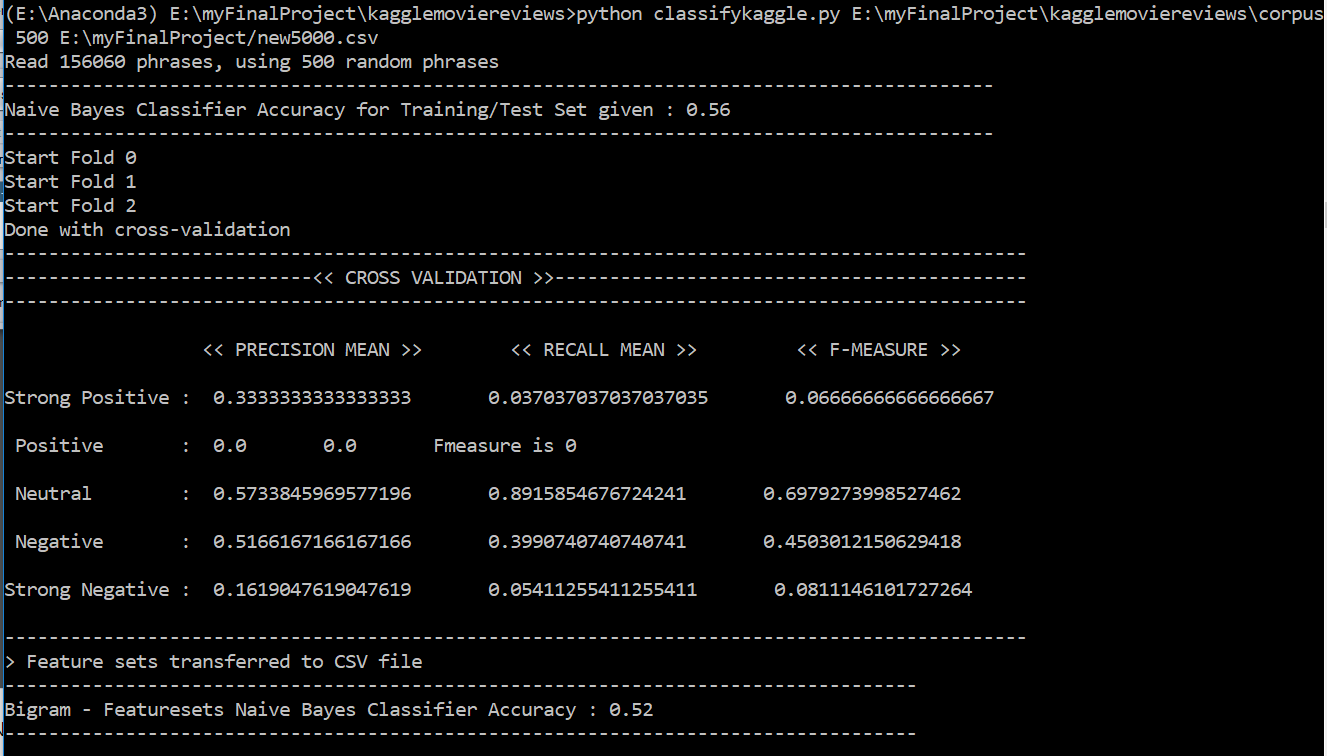 (E:\Anaconda3) E:\myFinalProject\kagglemoviereviews>python classifykaggle.py E:\myFinalProject\kagglemoviereviews\corpus
500 E:\myFinalProject/new5000.csv
Read 156060 phrases, using 500 random phrases
------------------------------------------------------------------------------------------
Naive Bayes Classifier Accuracy for Training/Test Set given : 0.56
------------------------------------------------------------------------------------------
Start Fold 0
Start Fold 1
Start Fold 2
Done with cross-validation
---------------------------------------------------------------------------------------------
----------------------------<< CROSS VALIDATION >>-------------------------------------------
---------------------------------------------------------------------------------------------
<< PRECISION MEAN >> << RECALL MEAN >> << F-MEASURE >>
Strong Positive : 0.3333333333333333 0.037037037037037035 0.06666666666666667
Positive : 0.0 0.0 Fmeasure is 0
Neutral : 0.5733845969577196 0.8915854676724241 0.6979273998527462
Negative : 0.5166167166167166 0.3990740740740741 0.4503012150629418
Strong Negative : 0.1619047619047619 0.05411255411255411 0.0811146101727264
---------------------------------------------------------------------------------------------
> Feature sets transferred to CSV file
-----------------------------------------------------------------------------------
Bigram - Featuresets Naive Bayes Classifier Accuracy : 0.52
-----------------------------------------------------------------------------------